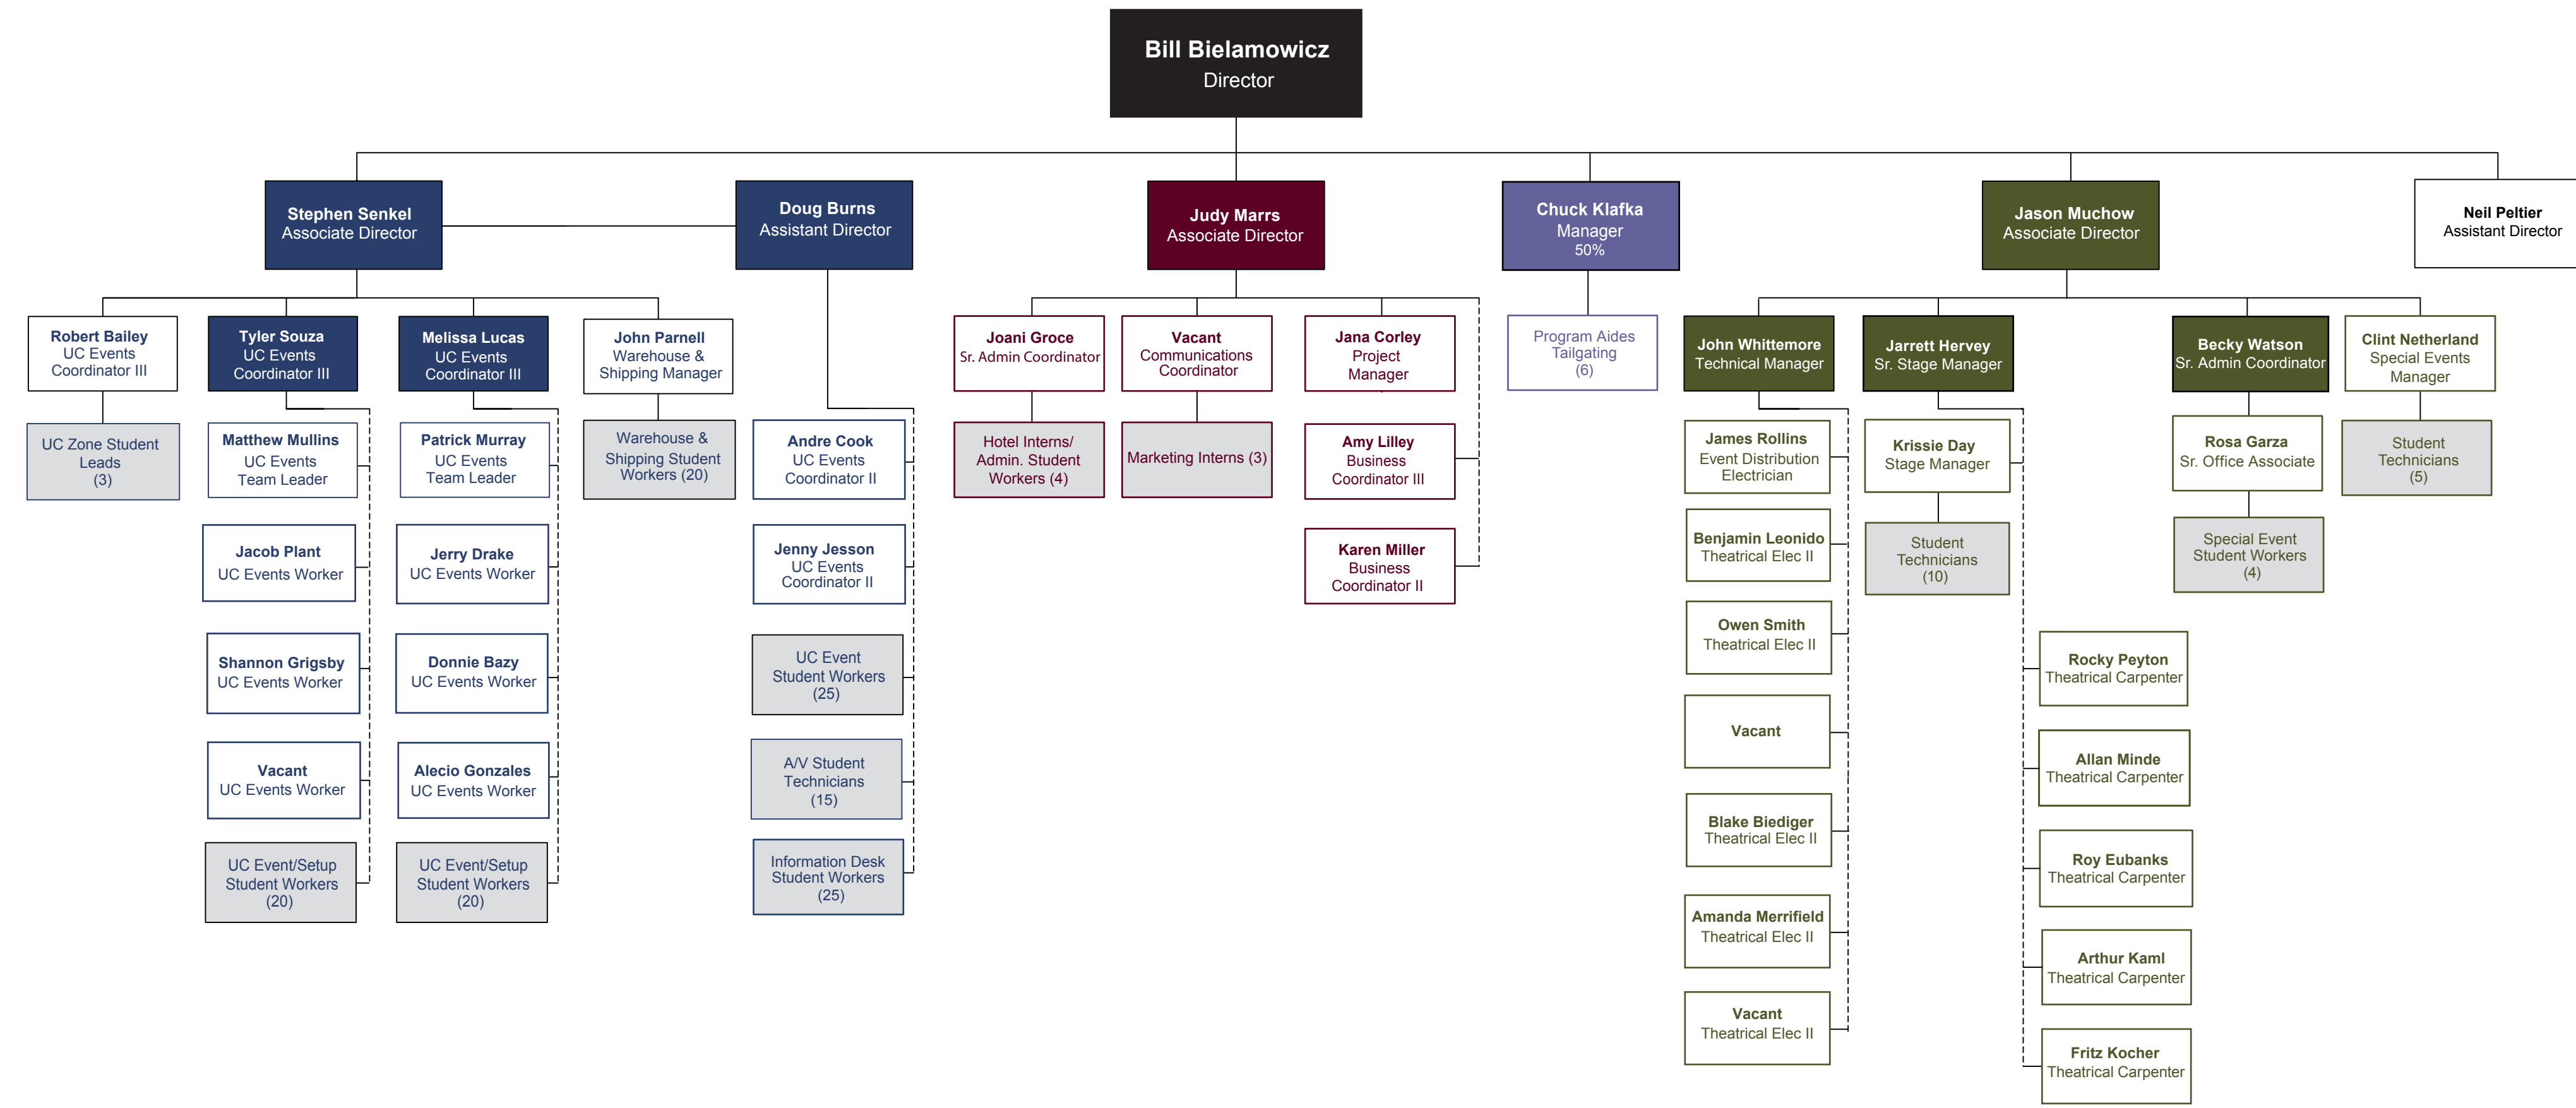 Bill Bielamowicz
Director
Stephen Senkel
Associate Director
Doug Burns
Assistant Director
Judy Marrs
Associate Director
Chuck Klafka
Manager
50%
Jason Muchow
Associate Director
Neil Peltier
Assistant Director
Robert Bailey
UC Events
Coordinator III
UC Zone Student
Leads
(3)
Tyler Souza
UC Events
Coordinator III
Matthew Mullins
UC Events
Team Leader
Jacob Plant
UC Events Worker
Shannon Grigsby
UC Events Worker
Vacant
UC Events Worker
UC Event/Setup
Student Workers
(20)
Melissa Lucas
UC Events
Coordinator III
Patrick Murray
UC Events
Team Leader
Jerry Drake
UC Events Worker
Donnie Bazy
UC Events Worker
Alecio Gonzales
UC Events Worker
UC Event/Setup
Student Workers
(20)
John Parnell
Warehouse &
Shipping Manager
Warehouse &
Shipping Student
Workers (20)
Andre Cook
UC Events
Coordinator II
Jenny Jesson
UC Events
Coordinator II
UC Event
Student Workers
(25)
A/V Student
Technicians
(15)
Information Desk
Student Workers
(25)
Joani Groce
Sr. Admin Coordinator
Hotel Interns/
Admin. Student
Workers (4)
Vacant
Communications
Coordinator
Marketing Interns (3)
Jana Corley
Project
Manager
Amy Lilley
Business
Coordinator III
Karen Miller
Business
Coordinator II
Program Aides
Tailgating
(6)
John Whittemore
Technical Manager
James Rollins
Event Distribution
Electrician
Benjamin Leonido
Theatrical Elec II
Owen Smith
Theatrical Elec II
Vacant
Blake Biediger
Theatrical Elec II
Amanda Merrifield
Theatrical Elec II
Vacant
Theatrical Elec II
Jarrett Hervey
Sr. Stage Manager
Krissie Day
Stage Manager
Student
Technicians
(10)
Rocky Peyton
Theatrical Carpenter
Allan Minde
Theatrical Carpenter
Roy Eubanks
Theatrical Carpenter
Arthur Kaml
Theatrical Carpenter
Fritz Kocher
Theatrical Carpenter
Becky Watson
Sr. Admin Coordinator
Rosa Garza
Sr. Office Associate
Special Event
Student Workers
(4)
Clint Netherland
Special Events
Manager
Student
Technicians
(5)